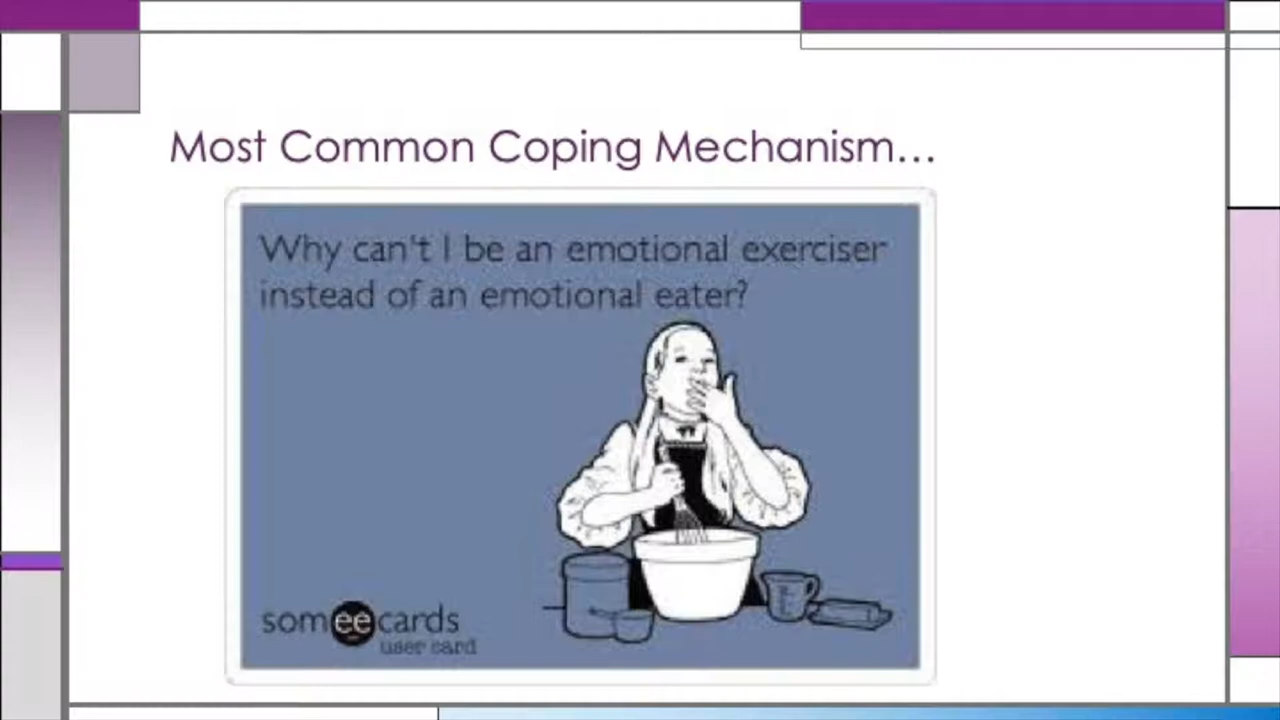 Most Common Coping Mechanism...
Why can't I be an emotional exerciser
instead of an emotional eater?
someecards
user card